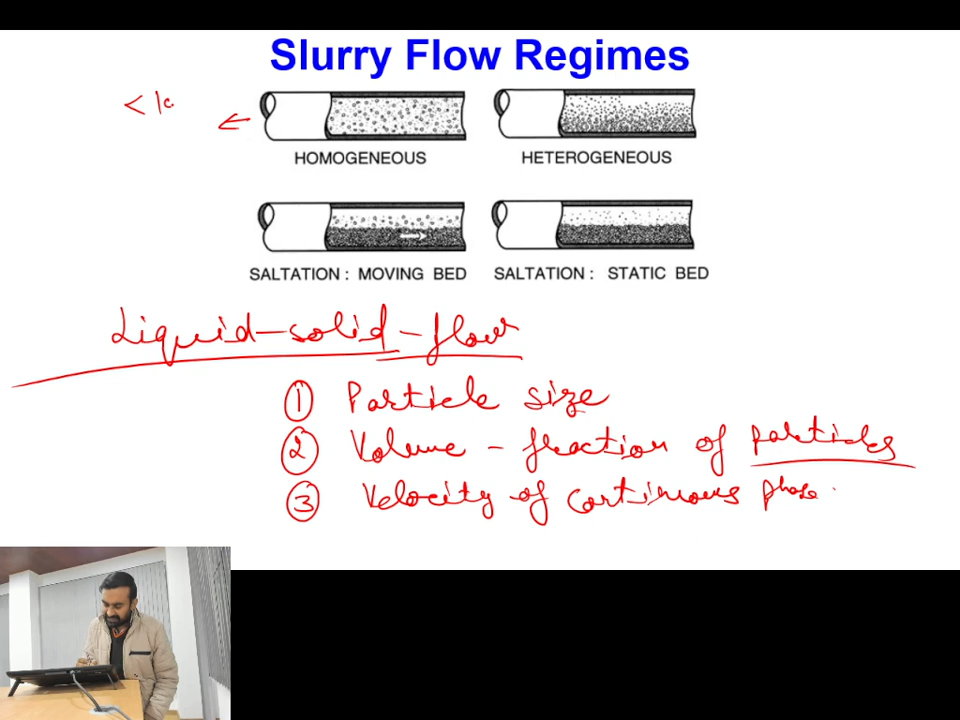 Slurry Flow Regimes
HOMOGENEOUS
HETEROGENEOUS
SALTATION : MOVING BED
SALTATION : STATIC BED
Liquid-solid-flow
① Particle size
② Volume - fraction of particles
③ Velocity of continuous phase